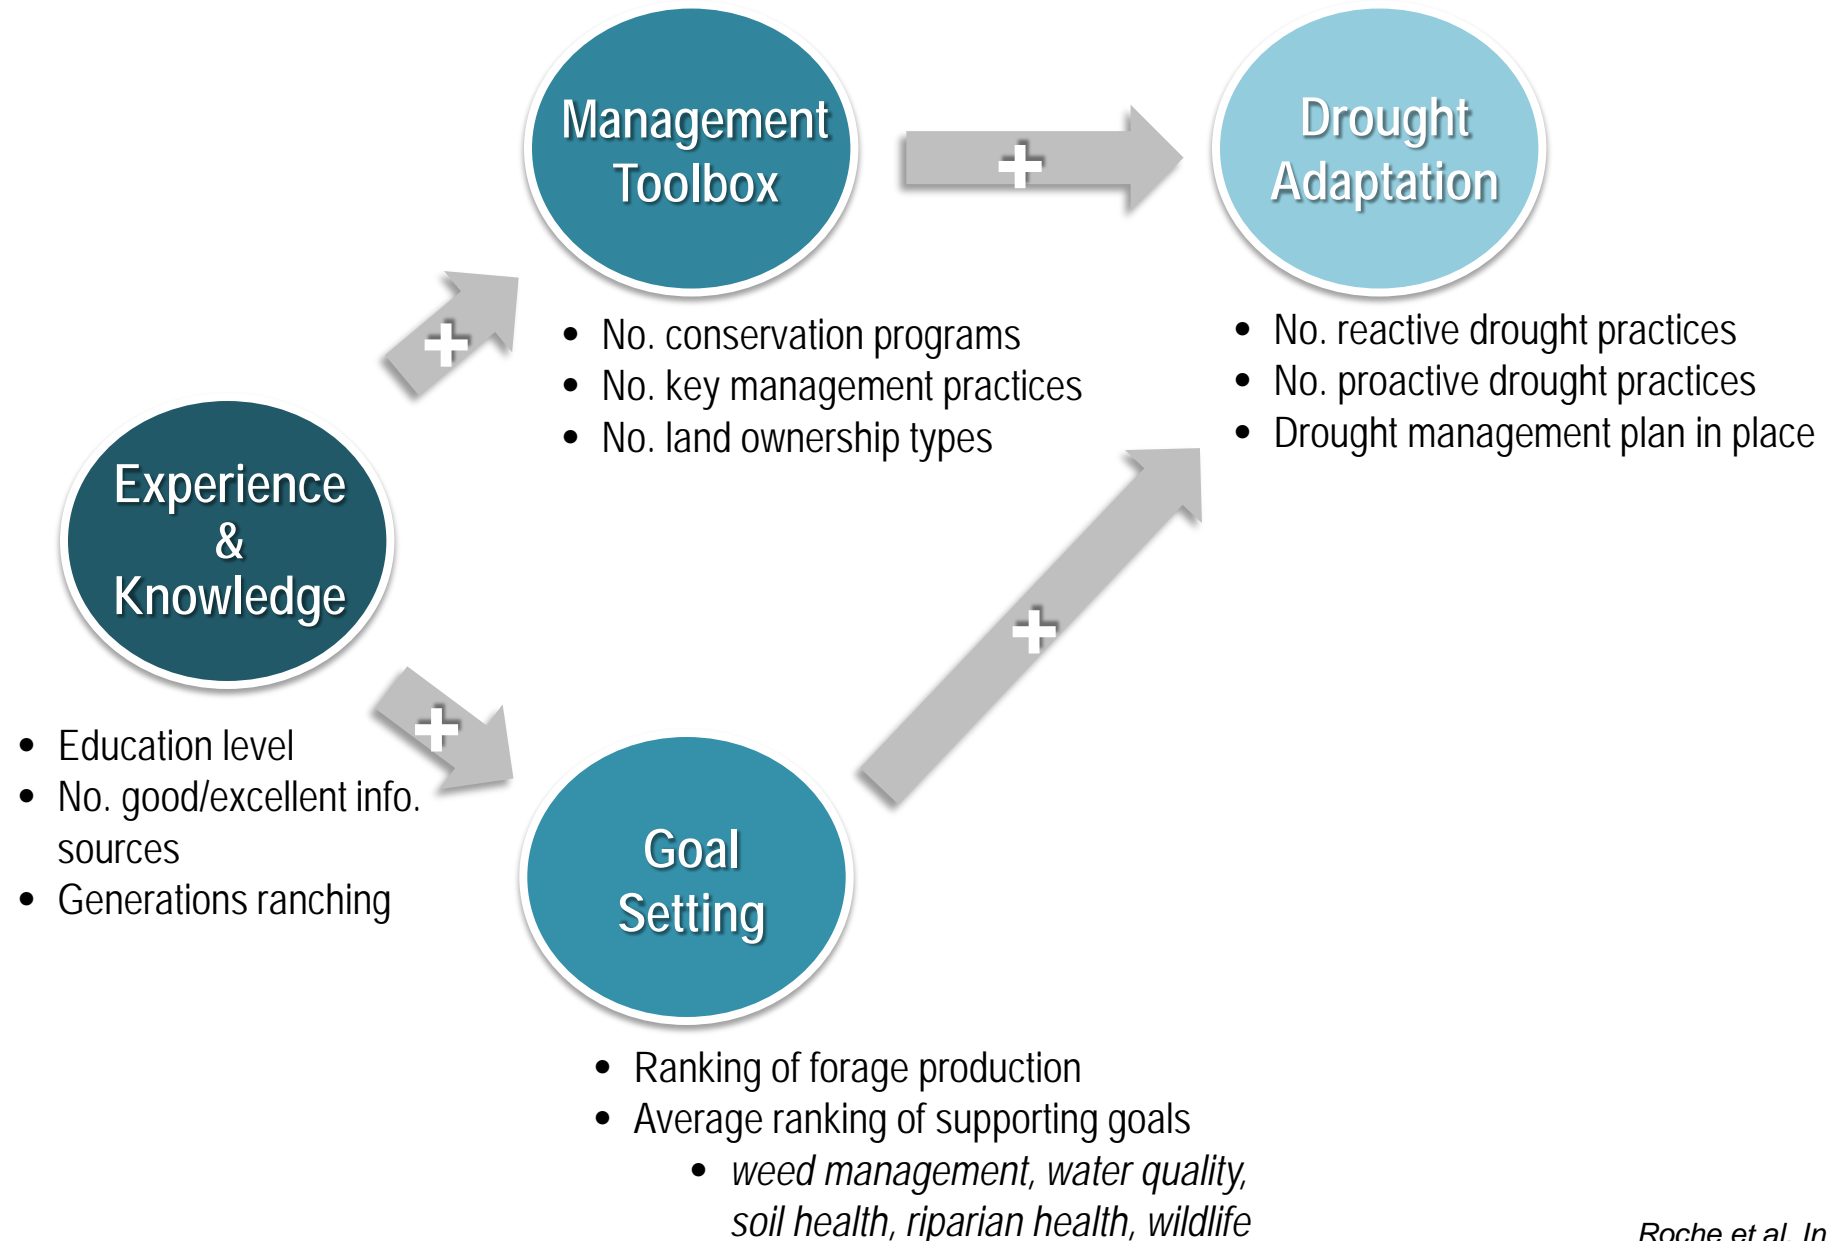 Management
Toolbox
+
Drought
Adaptation
• No. conservation programs
• No. key management practices
• No. land ownership types
• No. reactive drought practices
• No. proactive drought practices
• Drought management plan in place
+
Experience
&
Knowledge
• Education level
• No. good/excellent info.
sources
• Generations ranching
+
+
Goal
Setting
• Ranking of forage production
• Average ranking of supporting goals
• weed management, water quality,
soil health, riparian health, wildlife
Roche et al. In